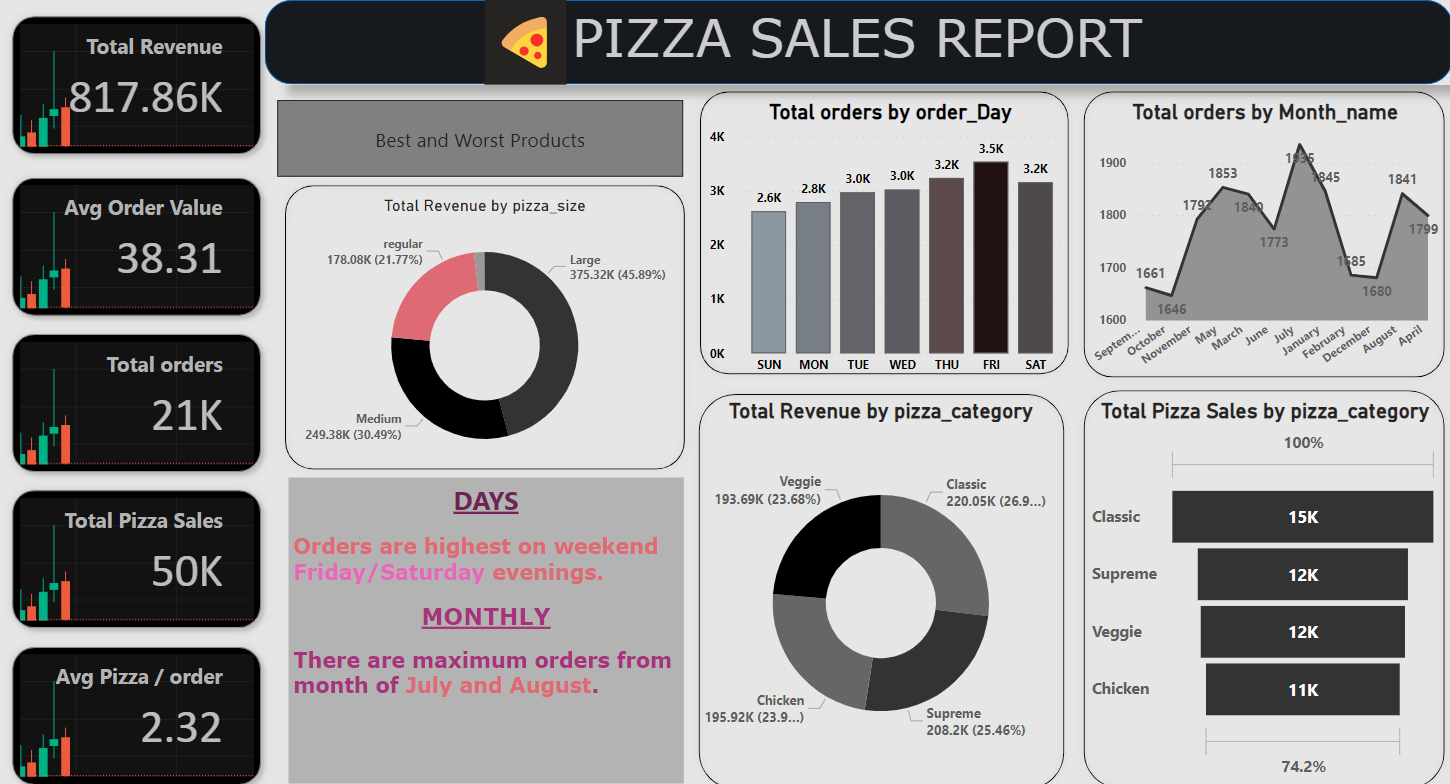 PIZZA SALES REPORT
Total Revenue
817.86K
Avg Order Value
38.31
Total orders
21K
Total Pizza Sales
50K
Avg Pizza / order
2.32
Best and Worst Products
Total Revenue by pizza_size
regular
178.08K (21.77%)
Large
375.32K (45.89%)
Medium
249.38K (30.49%)
DAYS
Orders are highest on weekend
Friday/Saturday evenings.
MONTHLY
There are maximum orders from
month of July and August.
Total orders by order_Day
4K
3K
2K
1K
0K
2.6K
2.8K
3.0K
3.0K
3.2K
3.5K
3.2K
SUN MON TUE WED THU FRI SAT
Total orders by Month_name
1900
1800
1700
1600
1661
1646
1792
1853
1840
1773
1935
1845
1685
1680
1841
1799
Septem... October November May March June July January February December August April
Total Revenue by pizza_category
Veggie
193.69K (23.68%)
Classic
220.05K (26.9...)
Chicken
195.92K (23.9...)
Supreme
208.2K (25.46%)
Total Pizza Sales by pizza_category
100%
Classic 15K
Supreme 12K
Veggie 12K
Chicken 11K
74.2%